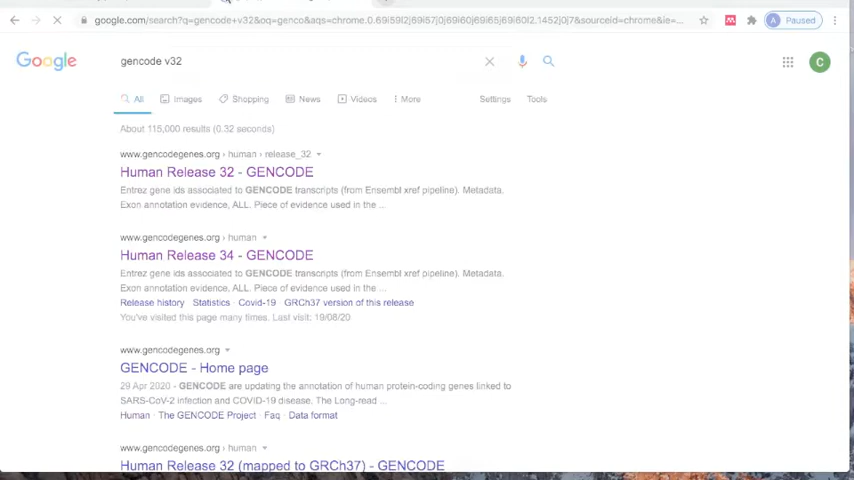 google.com/search?q=gencode+v32&oq=genco&aqs=chrome.0.69i59l2j69i57j0j69i60j69i65j69i60l2.1452j0j7&sourceid=chrome&ie=...
A Paused
Google
gencode v32
C
All Images Shopping News Videos More Settings Tools
About 115,000 results (0.32 seconds)
www.gencodegenes.org › human › release_32
Human Release 32 - GENCODE
Entrez gene ids associated to GENCODE transcripts (from Ensembl xref pipeline). Metadata.
Exon annotation evidence, ALL. Piece of evidence used in the ...
www.gencodegenes.org › human
Human Release 34 - GENCODE
Entrez gene ids associated to GENCODE transcripts (from Ensembl xref pipeline). Metadata.
Exon annotation evidence, ALL. Piece of evidence used in the ...
Release history · Statistics · Covid-19 · GRCh37 version of this release
You've visited this page many times. Last visit: 19/08/20
www.gencodegenes.org
GENCODE - Home page
29 Apr 2020 - GENCODE are updating the annotation of human protein-coding genes linked to
SARS-CoV-2 infection and COVID-19 disease. The Long-read ...
Human · The GENCODE Project · Faq · Data format
www.gencodegenes.org › human
Human Release 32 (mapped to GRCh37) - GENCODE